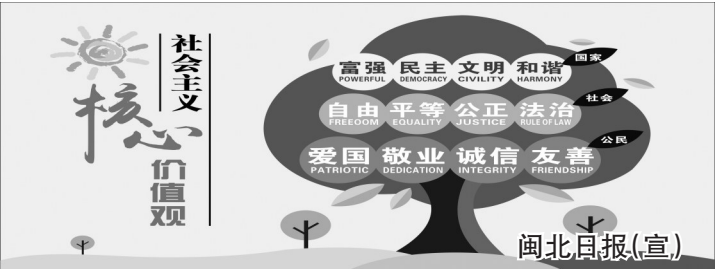 社会主义
核心
价值观
富强 民主 文明 和谐 国家
POWERFUL DEMOCRACY CIVILITY HARMONY
自由 平等 公正 法治 社会
FREEOOM EQUALITY JUSTICE RULE OF LAW
爱国 敬业 诚信 友善 公民
PATRIOTIC DEDICATION INTEGRITY FRIENDSHIP
闽北日报(宣)